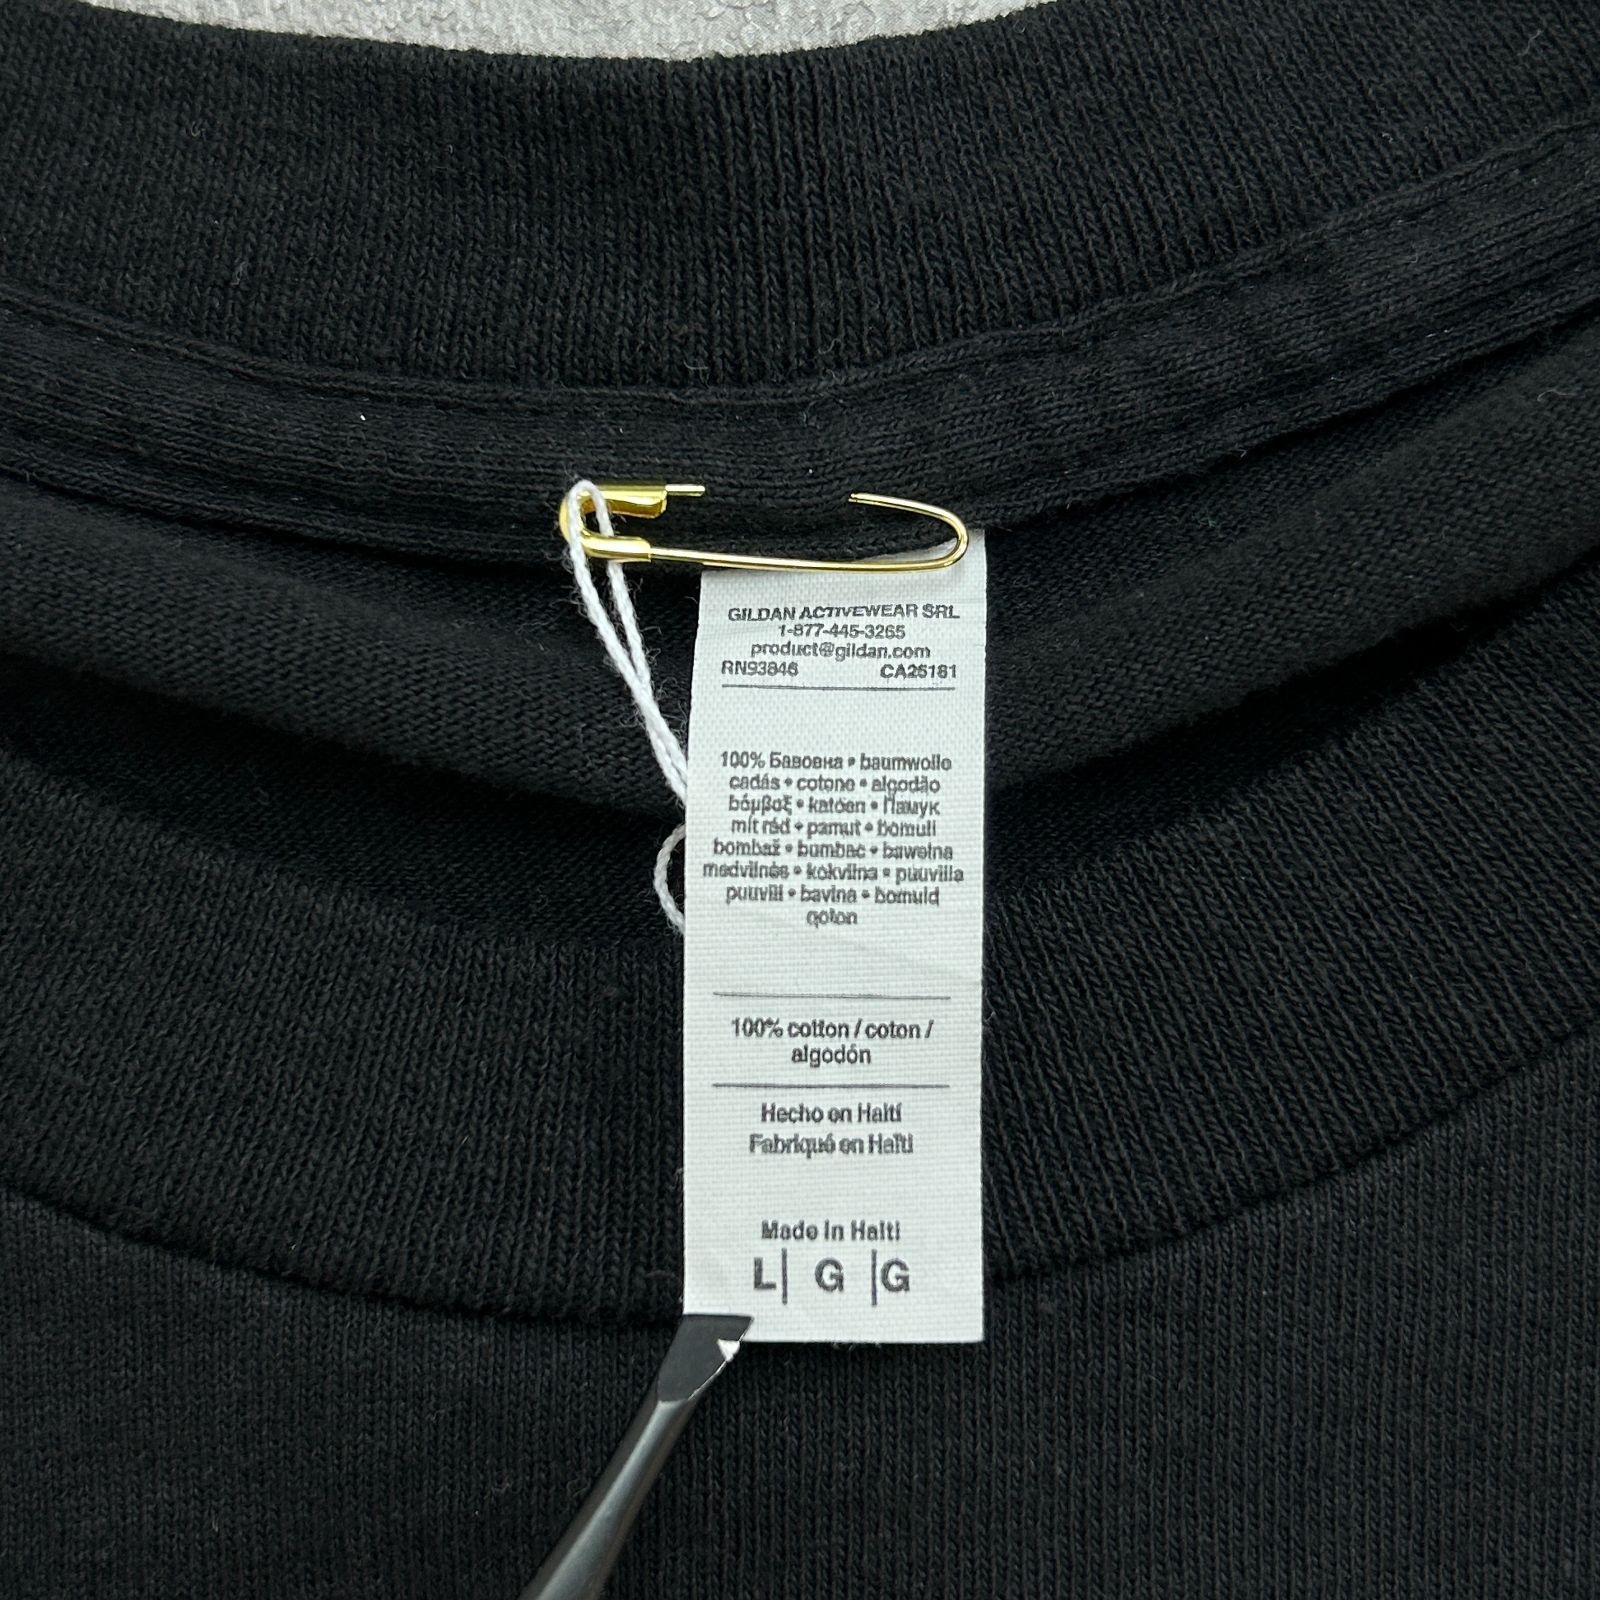 GILDAN ACTIVEWEAR SRL
1-877-445-3265
product@gildan.com
RN93846 CA25181
100% Бавовна • baumwolle
cadás • cotone • algodão
βάμβαξ • katoen • Памук
mit rád • pamut • bomull
bombaž • bumbac • bawełna
medvilnės • kokvilna • puuvilla
puuvill • bavlna • bomuld
qoton
100% cotton / coton /
algodón
Hecho en Haití
Fabriqué en Haïti
Made in Haiti
L| G |G